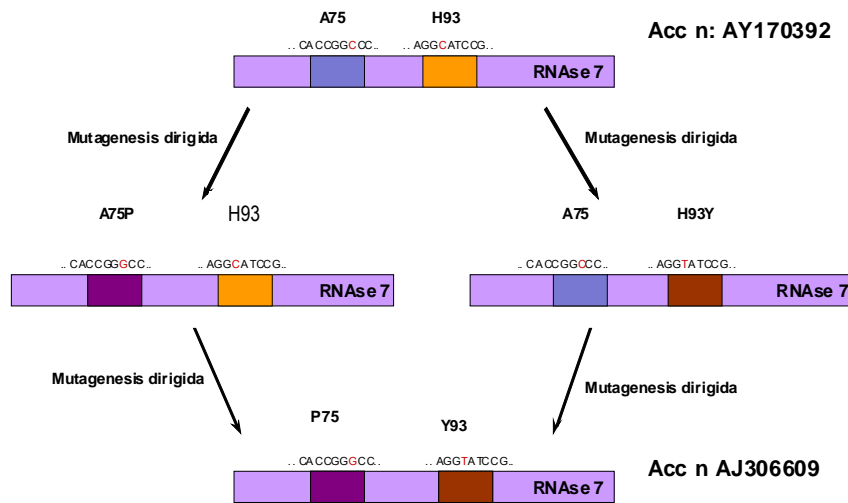 A75
H93
Acc n: AY170392
.. CACCGGCCC..
..AGGCATCCG..
RNAse 7
Mutagenesis dirigida
Mutagenesis dirigida
A75P
H93
A75
H93Y
.. CACCGGGCC..
.. AGGCATCCG..
.. CACCGGCCC..
..AGGTATCCG..
RNAse 7
RNAse 7
Mutagenesis dirigida
Mutagenesis dirigida
P75
Y93
.. CACCGGGCC..
.. AGGTATCCG..
Acc n AJ306609
RNAse 7